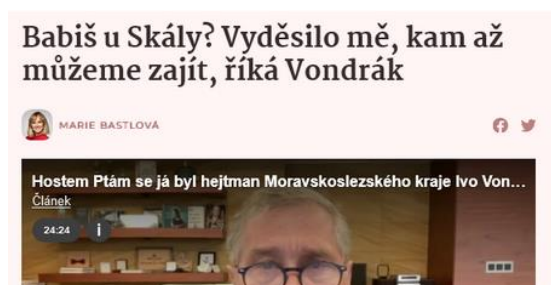 Babiš u Skály? Vyděsilo mě, kam až
můžeme zajít, říká Vondrák
MARIE BASTLOVÁ
Hostem Ptám se já byl hejtman Moravskoslezského kraje Ivo Von...
Článek
24:24
i